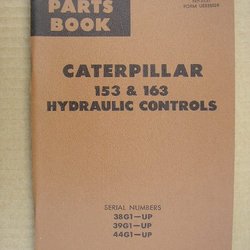 PARTS
BOOK
CATERPILLAR
153 & 163
HYDRAULIC CONTROLS
SERIAL NUMBERS
38G1—UP
39G1—UP
44G1—UP